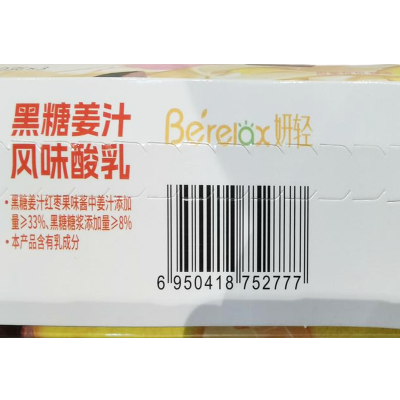 黑糖姜汁
风味酸乳
Bérelax 妍轻
• 黑糖姜汁红枣果味酱中姜汁添加
量≥33%、黑糖糖浆添加量≥8%
• 本产品含有乳成分
6 950418 752777